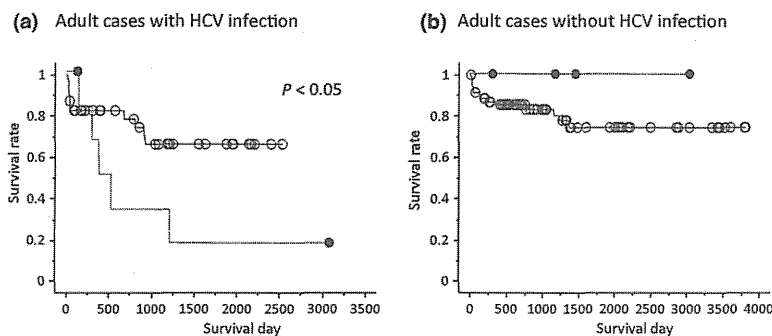 (a) Adult cases with HCV infection
P < 0.05
Survival rate
1
0.8
0.6
0.4
0.2
0
0 500 1000 1500 2000 2500 3000 3500
Survival day
(b) Adult cases without HCV infection
Survival rate
1
0.8
0.6
0.4
0.2
0
0 500 1000 1500 2000 2500 3000 3600 4000
Survival day